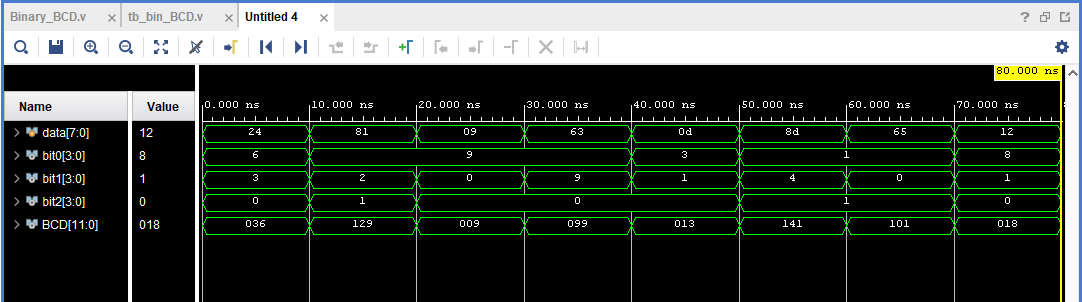 Binary_BCD.v × tb_bin_BCD.v × Untitled 4 ×
80.000 ns
Name Value 0.000 ns 10.000 ns 20.000 ns 30.000 ns 40.000 ns 50.000 ns 60.000 ns 70.000 ns
data[7:0] 12 24 81 09 63 0d 8d 65 12
bit0[3:0] 8 6 9 3 1 8
bit1[3:0] 1 3 2 0 9 1 4 0 1
bit2[3:0] 0 0 1 0 1 0
BCD[11:0] 018 036 129 009 099 013 141 101 018